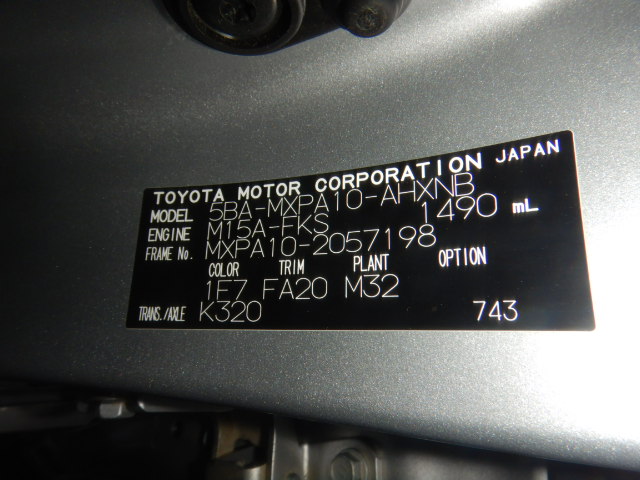 TOYOTA MOTOR CORPORATION JAPAN
MODEL 5BA-MXPA10-AHXNB
ENGINE M15A-FKS 1490 mL
FRAME No. MXPA10-2057198
COLOR TRIM PLANT OPTION
1E7 FA20 M32
TRANS./AXLE K320 743